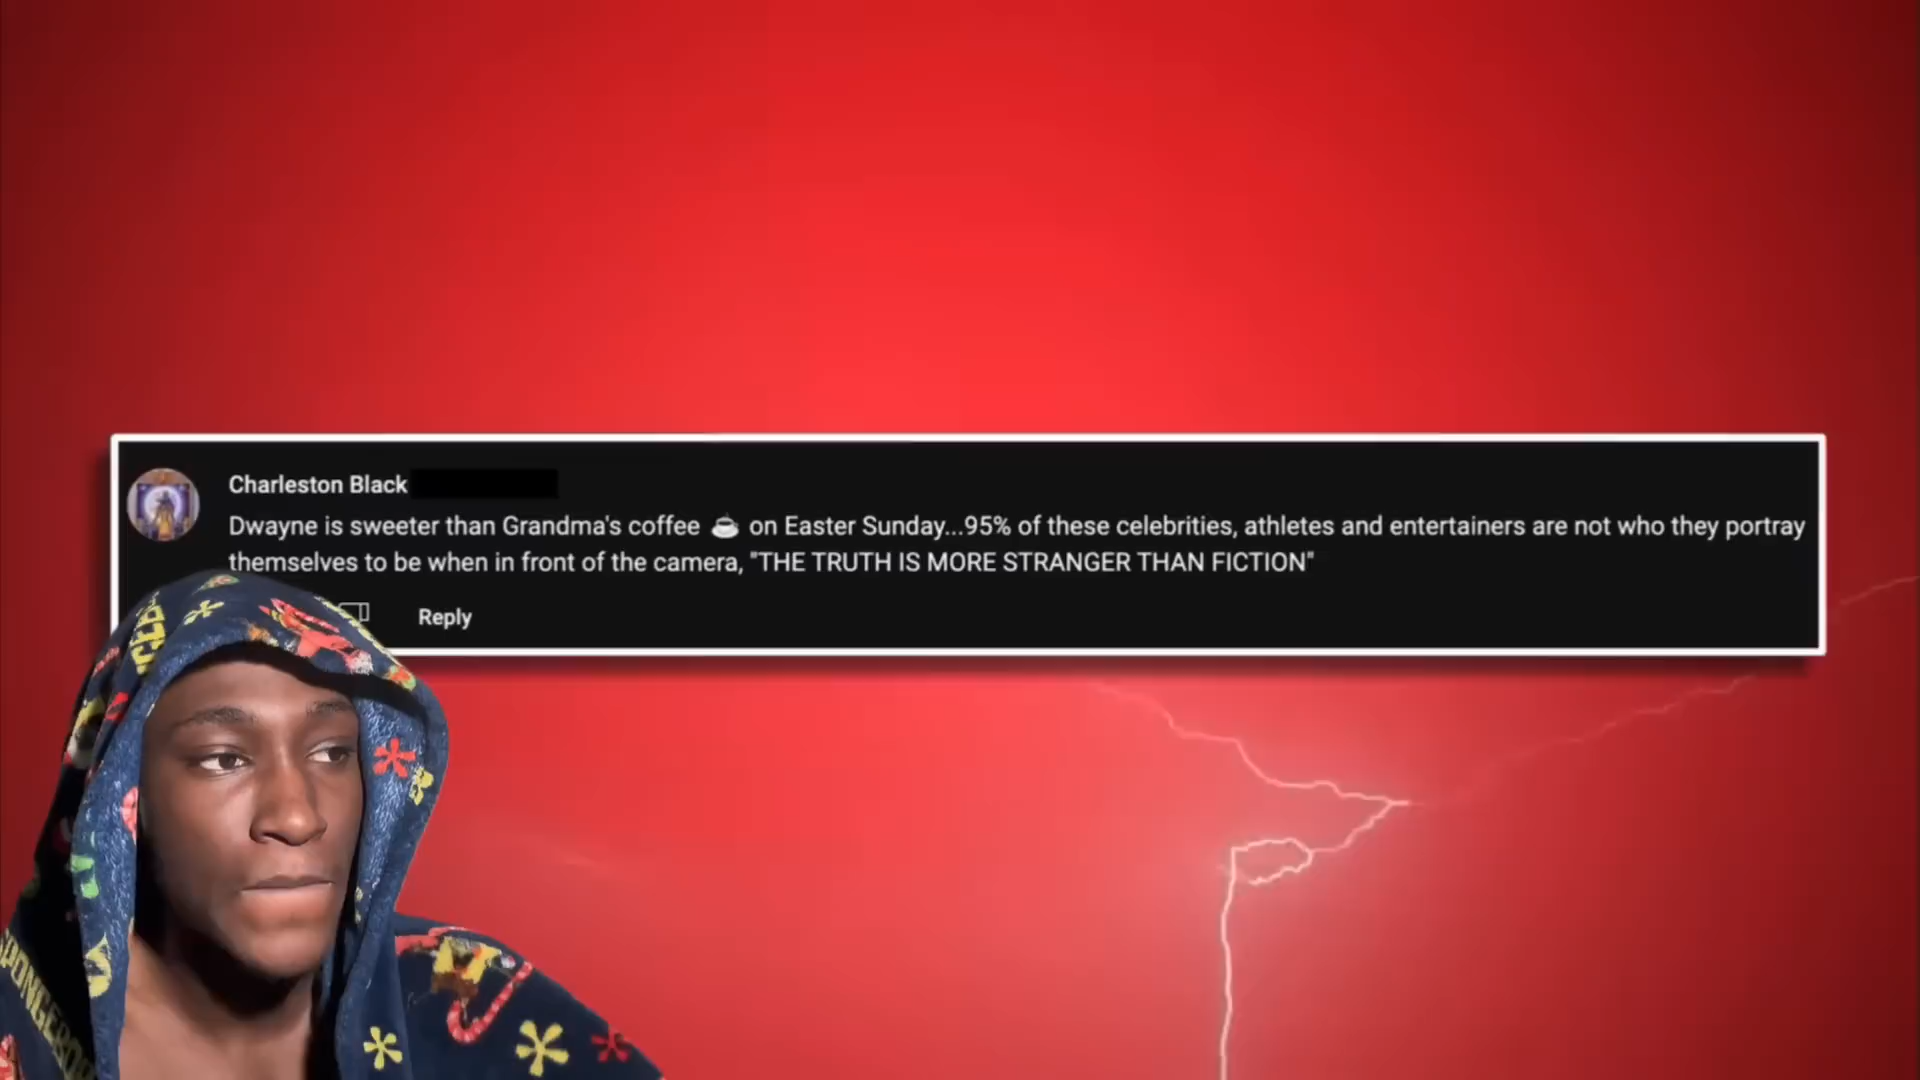 Charleston Black
Dwayne is sweeter than Grandma's coffee ☕ on Easter Sunday...95% of these celebrities, athletes and entertainers are not who they portray
themselves to be when in front of the camera, "THE TRUTH IS MORE STRANGER THAN FICTION"
Reply